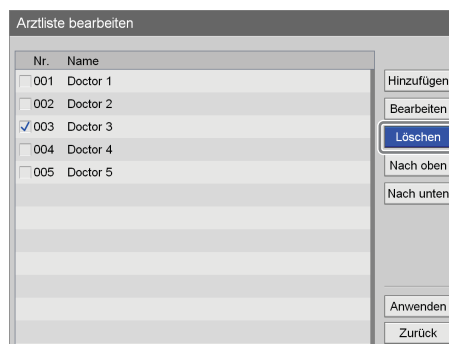 Arztliste bearbeiten
Nr. Name
001 Doctor 1
002 Doctor 2
003 Doctor 3
004 Doctor 4
005 Doctor 5
Hinzufügen
Bearbeiten
Löschen
Nach oben
Nach unten
Anwenden
Zurück